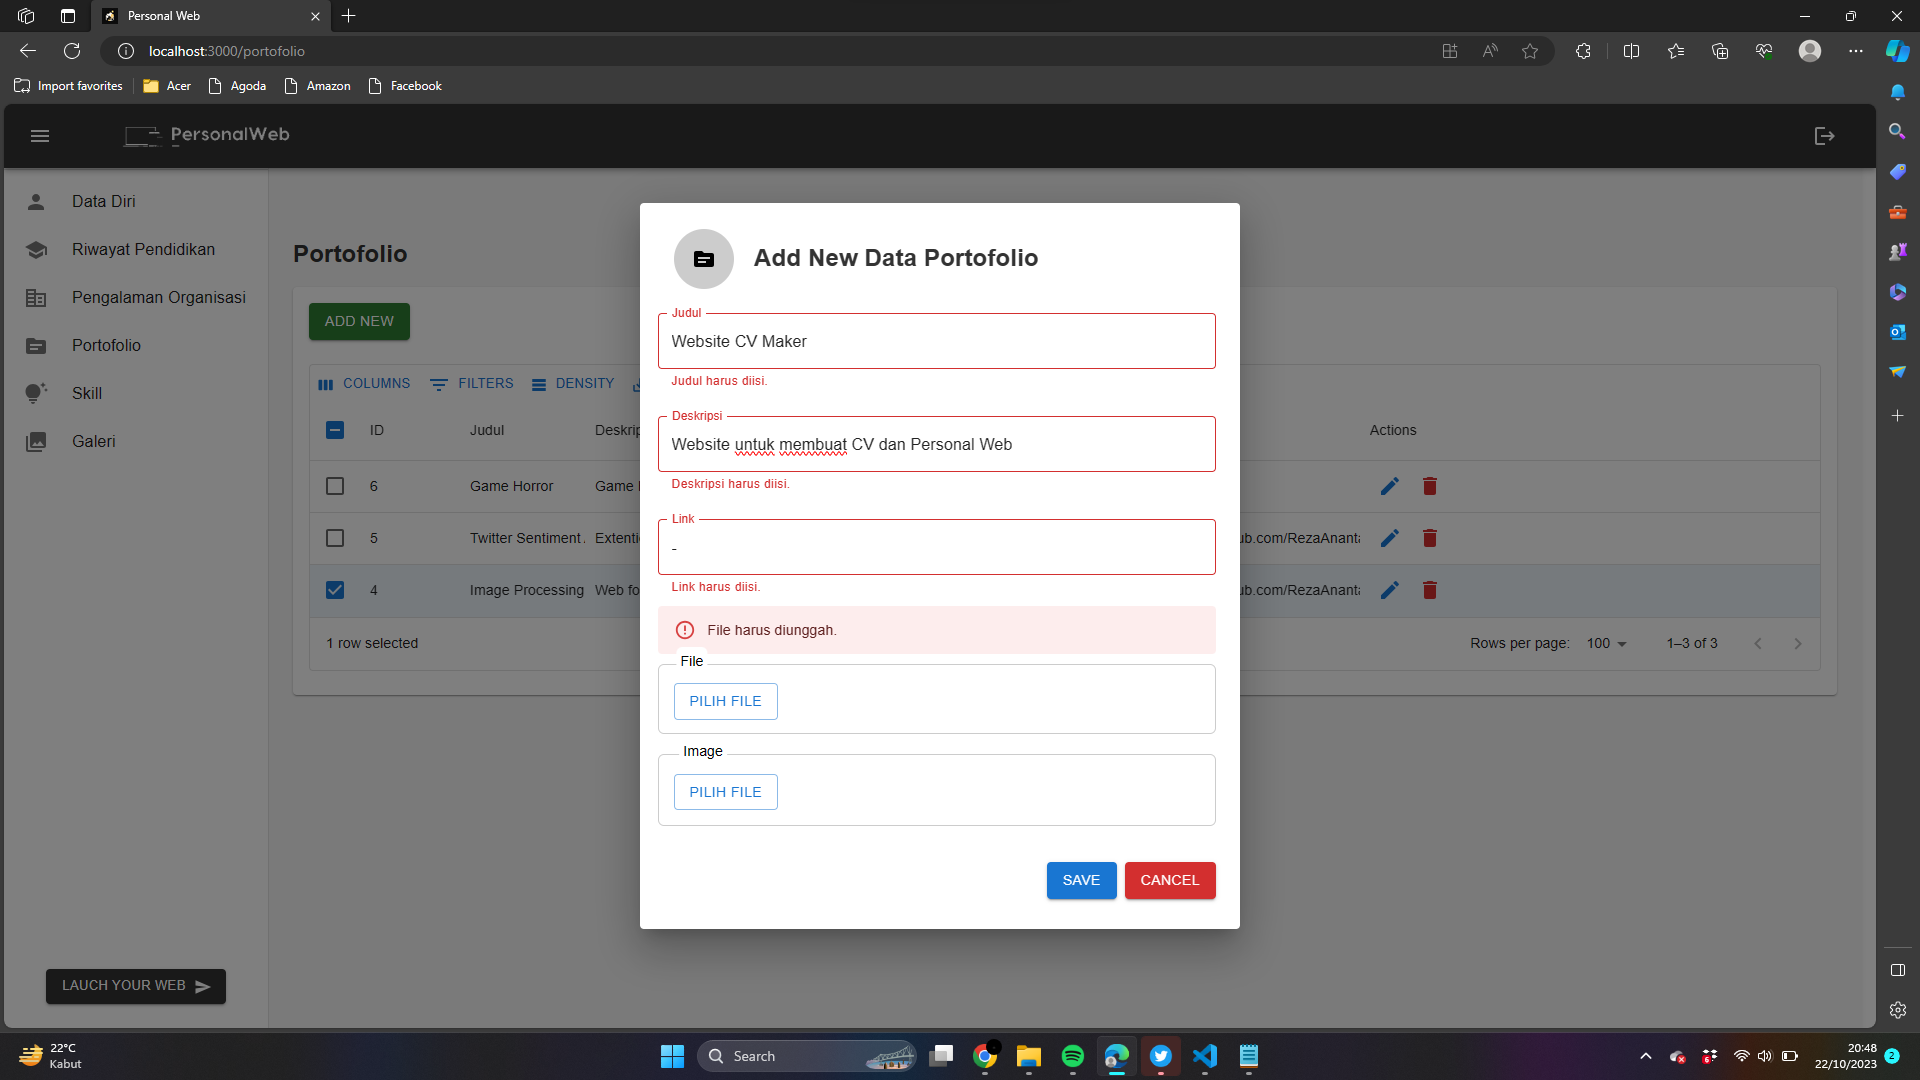 Personal Web
localhost:3000/portofolio
Import favorites
Acer
Agoda
Amazon
Facebook
PersonalWeb
Data Diri
Riwayat Pendidikan
Pengalaman Organisasi
Portofolio
Skill
Galeri
LAUCH YOUR WEB
Portofolio
ADD NEW
COLUMNS FILTERS DENSITY
ID Judul Deskrip Actions
6 Game Horror Game
5 Twitter Sentiment Extenti ub.com/RezaAnant
4 Image Processing Web fo ub.com/RezaAnant
1 row selected
Rows per page: 100 1–3 of 3
Add New Data Portofolio
Judul
Website CV Maker
Judul harus diisi.
Deskripsi
Website untuk membuat CV dan Personal Web
Deskripsi harus diisi.
Link
-
Link harus diisi.
File harus diunggah.
File
PILIH FILE
Image
PILIH FILE
SAVE CANCEL
22°C
Kabut
Search
20:48
22/10/2023
2